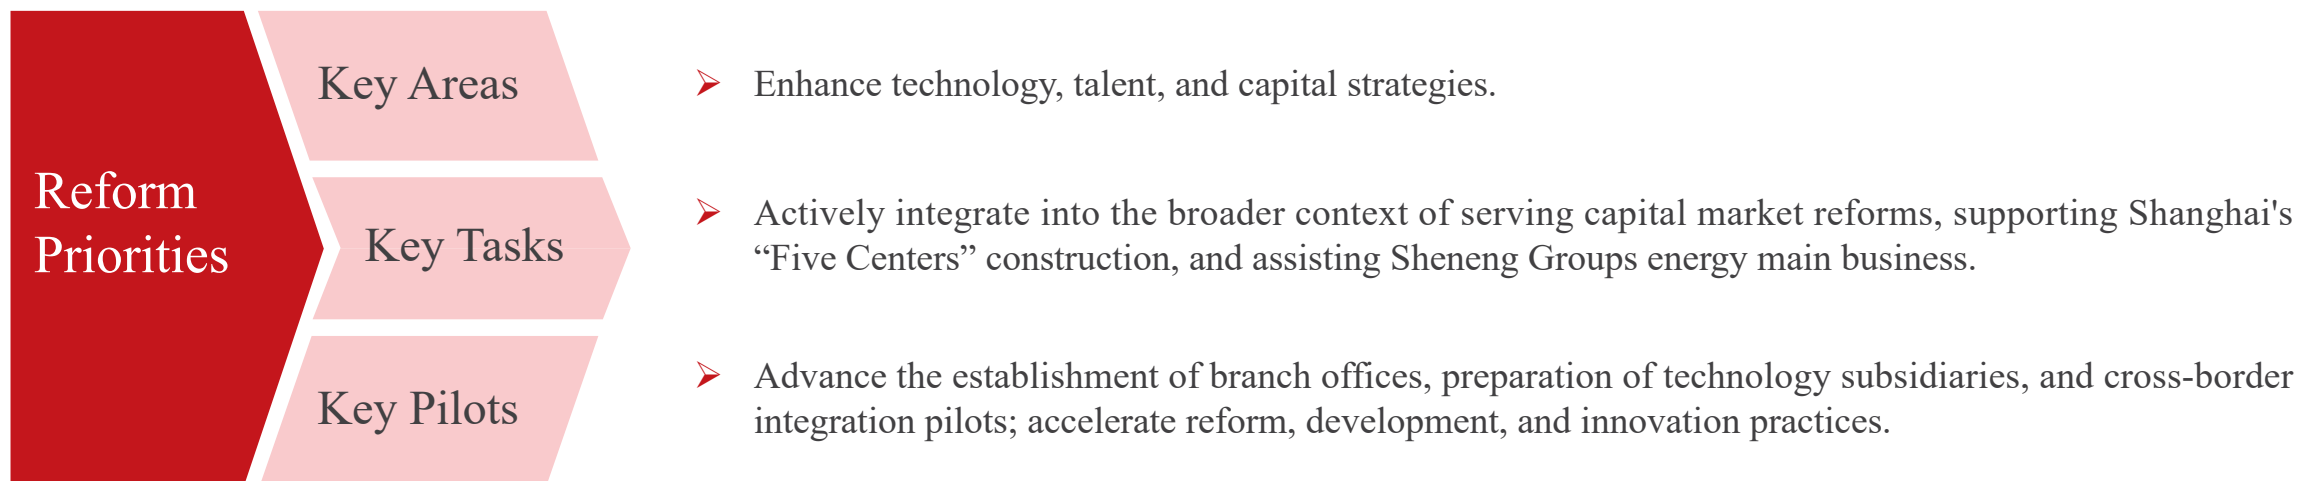 Reform
Priorities
Key Areas
Enhance technology, talent, and capital strategies.
Key Tasks
Actively integrate into the broader context of serving capital market reforms, supporting Shanghai's
“Five Centers” construction, and assisting Sheneng Groups energy main business.
Key Pilots
Advance the establishment of branch offices, preparation of technology subsidiaries, and cross-border
integration pilots; accelerate reform, development, and innovation practices.